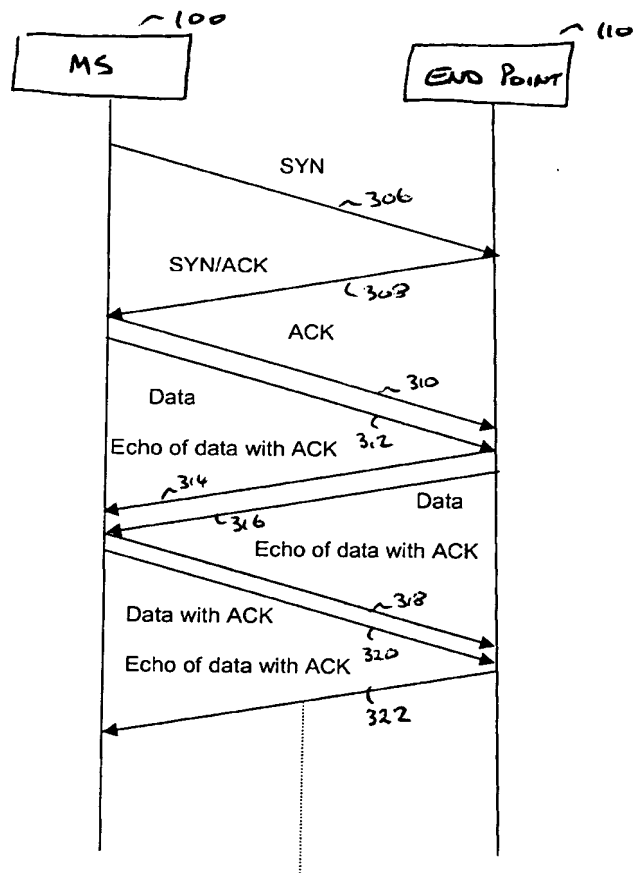 ~ 100
~ 110
MS
END POINT
SYN
~ 306
SYN/ACK
308
ACK
~ 310
Data
312
Echo of data with ACK
~ 314
316
Data
Echo of data with ACK
~ 318
Data with ACK
320
Echo of data with ACK
322